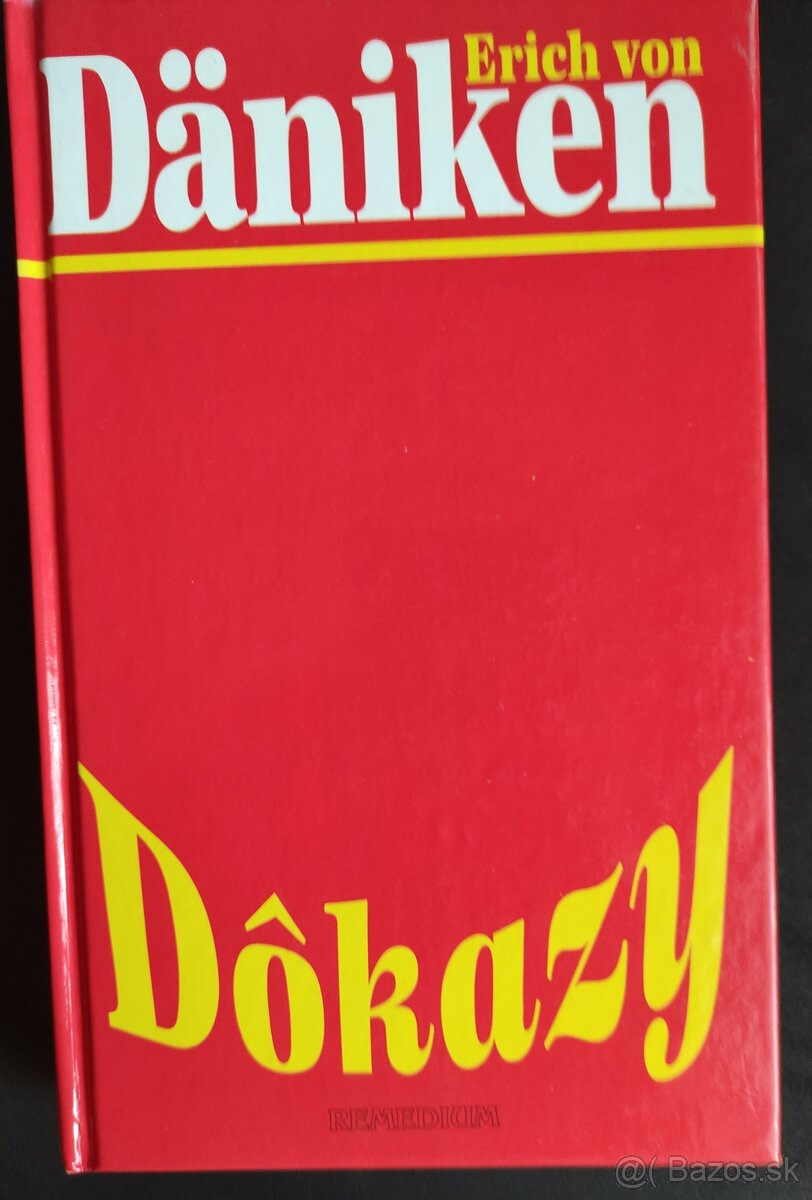 Erich von
Däniken
Dôkazy
REMEDIUM
@( Bazos.sk